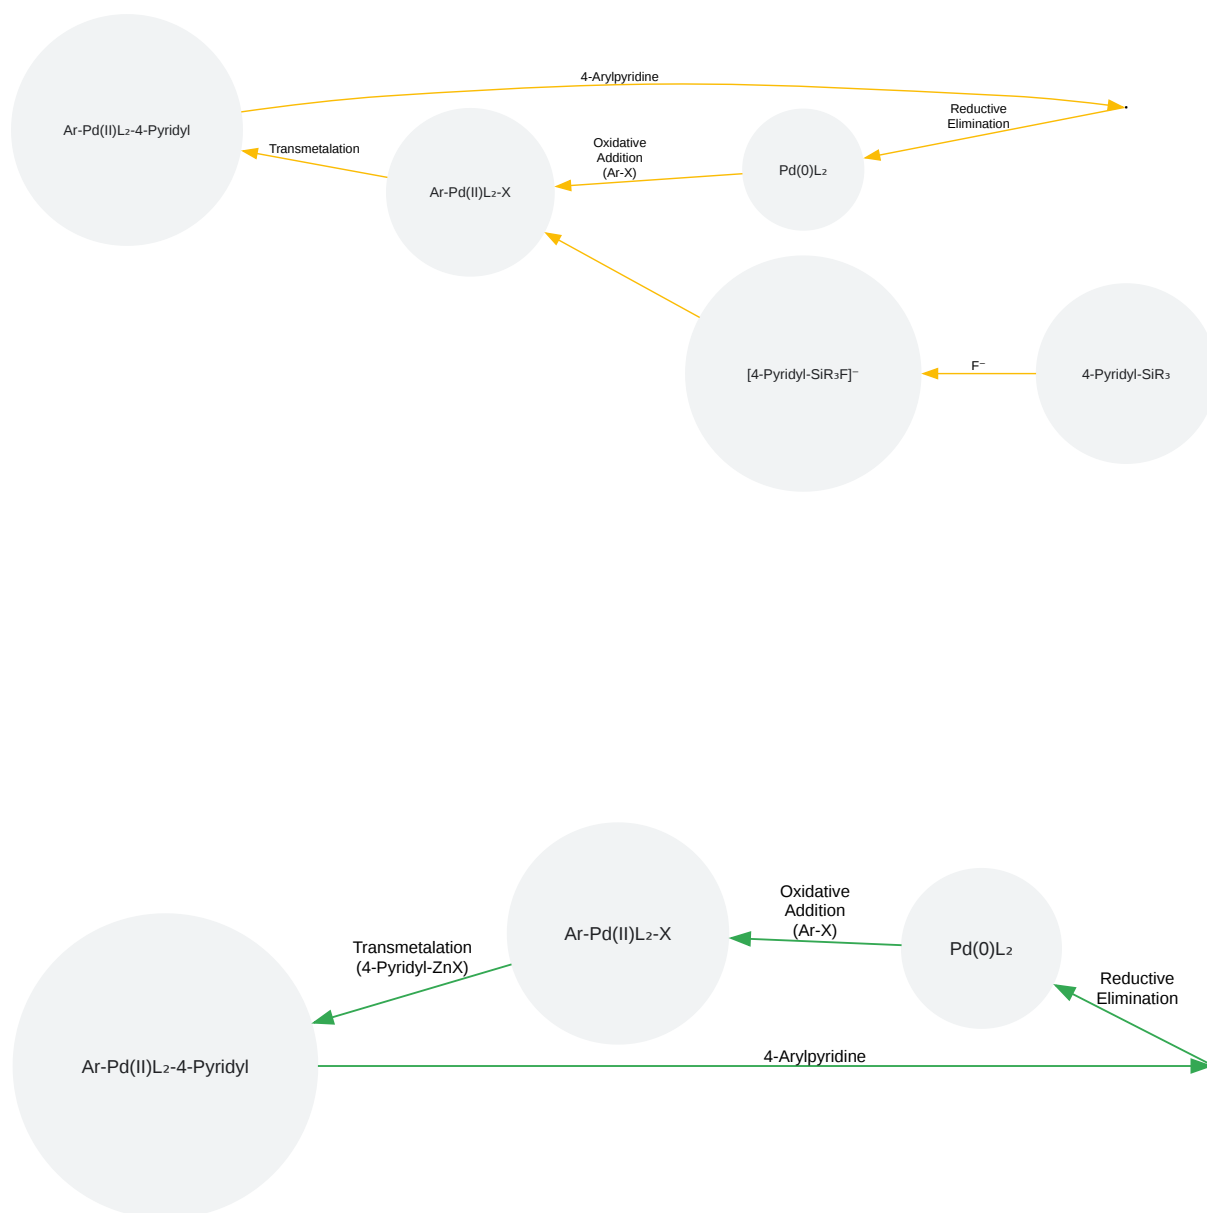 4-Arylpyridine
Reductive
Elimination
Ar-Pd(II)L₂-4-Pyridyl
Transmetalation
Oxidative
Addition
(Ar-X)
Pd(0)L₂
Ar-Pd(II)L₂-X
[4-Pyridyl-SiR₃F]⁻
F⁻
4-Pyridyl-SiR₃
Oxidative
Addition
(Ar-X)
Ar-Pd(II)L₂-X
Pd(0)L₂
Transmetalation
(4-Pyridyl-ZnX)
Reductive
Elimination
4-Arylpyridine
Ar-Pd(II)L₂-4-Pyridyl